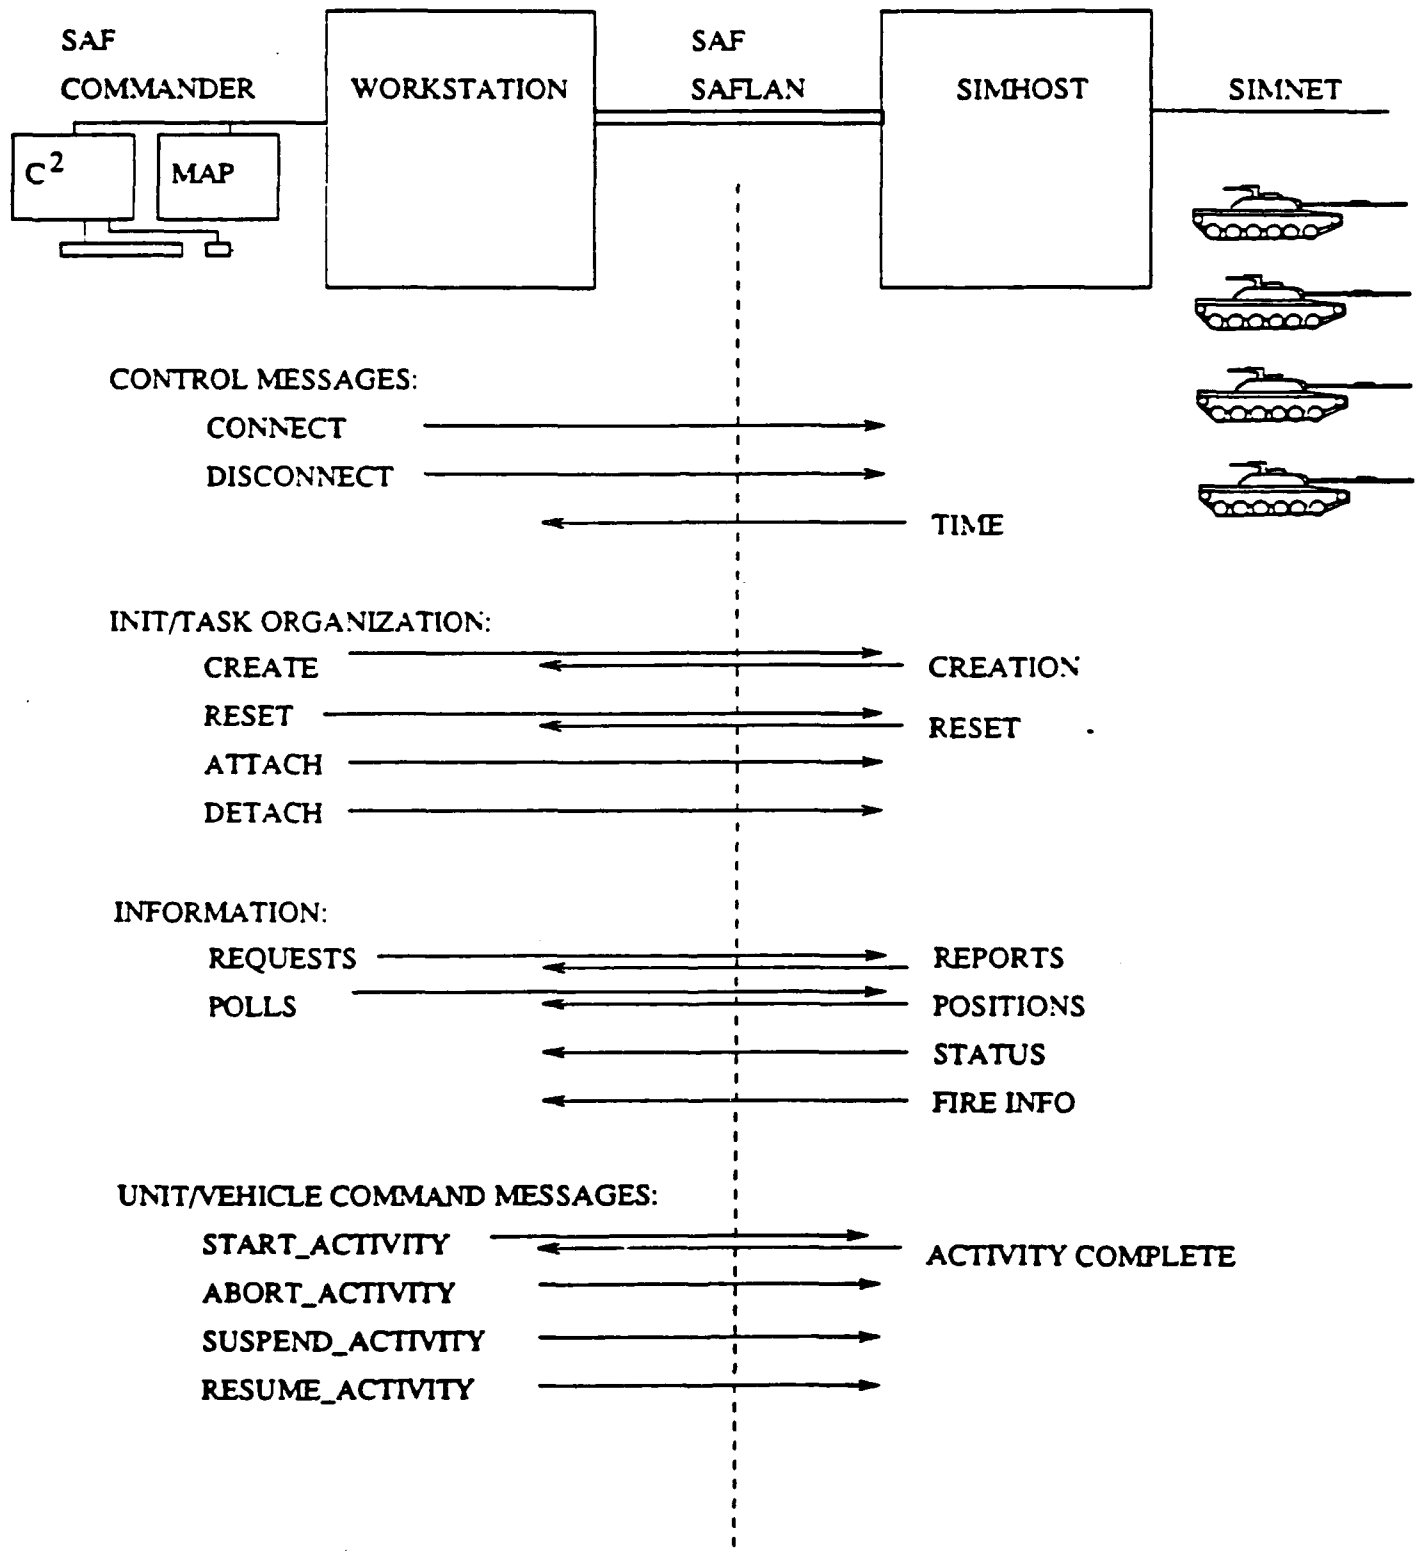 SAF
COMMANDER
WORKSTATION
SAF
SAFLAN
SIMHOST
SIMNET
C²
MAP
CONTROL MESSAGES:
CONNECT
DISCONNECT
TIME
INIT/TASK ORGANIZATION:
CREATE
CREATION
RESET
RESET
ATTACH
DETACH
INFORMATION:
REQUESTS
REPORTS
POLLS
POSITIONS
STATUS
FIRE INFO
UNIT/VEHICLE COMMAND MESSAGES:
START_ACTIVITY
ACTIVITY COMPLETE
ABORT_ACTIVITY
SUSPEND_ACTIVITY
RESUME_ACTIVITY